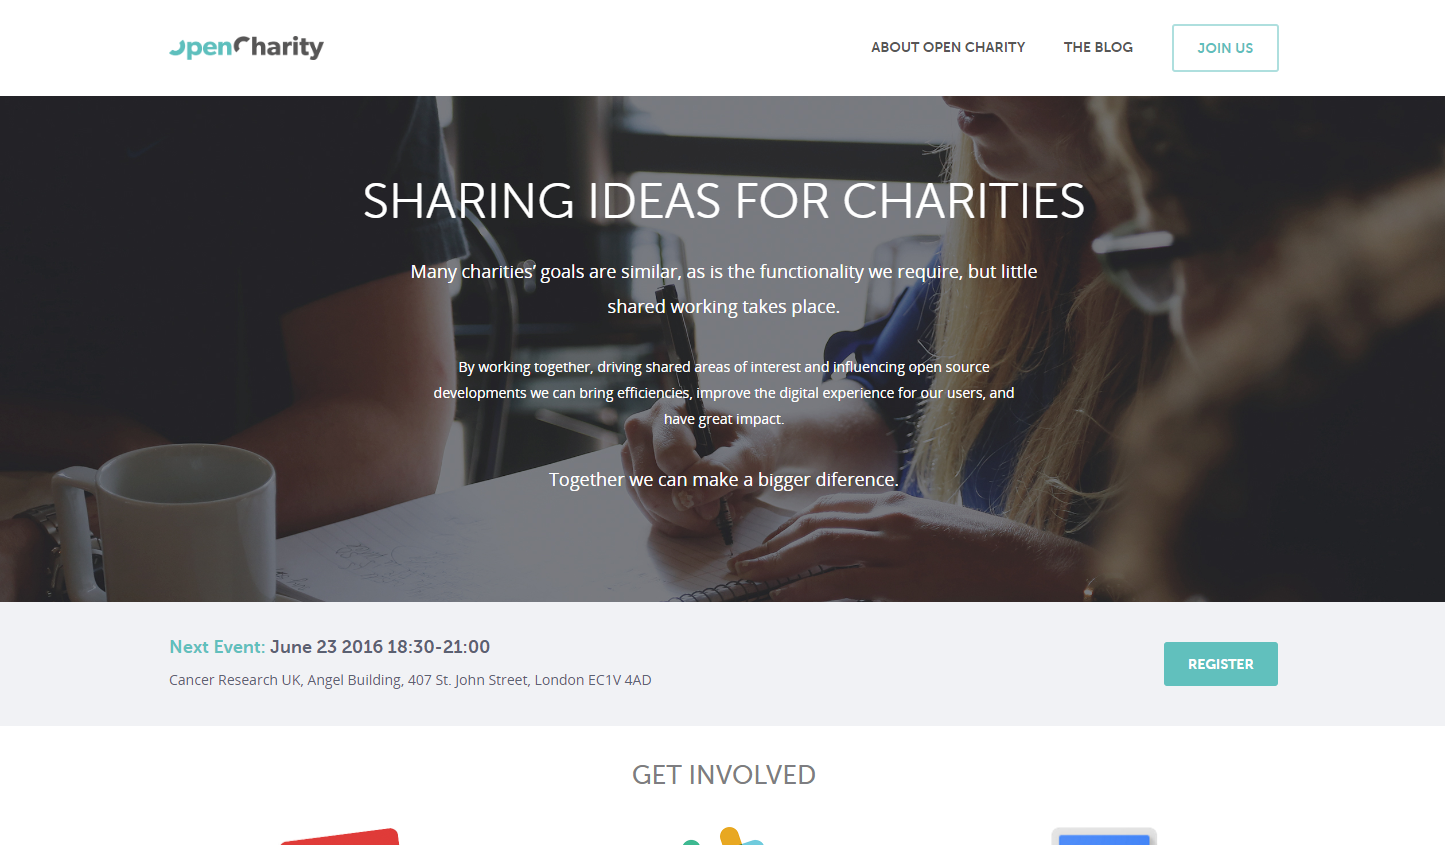 OpenCharity
ABOUT OPEN CHARITY
THE BLOG
JOIN US
SHARING IDEAS FOR CHARITIES
Many charities’ goals are similar, as is the functionality we require, but little
shared working takes place.
By working together, driving shared areas of interest and influencing open source
developments we can bring efficiencies, improve the digital experience for our users, and
have great impact.
Together we can make a bigger diference.
Next Event: June 23 2016 18:30-21:00
Cancer Research UK, Angel Building, 407 St. John Street, London EC1V 4AD
REGISTER
GET INVOLVED